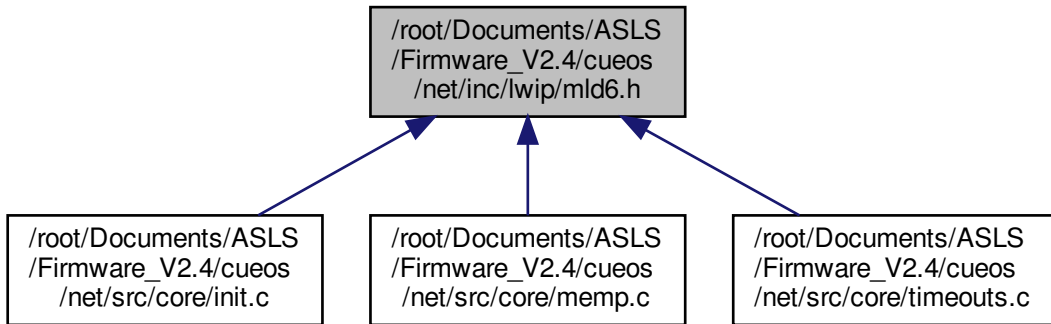 /root/Documents/ASLS
/Firmware_V2.4/cueos
/net/inc/lwip/mld6.h
/root/Documents/ASLS
/Firmware_V2.4/cueos
/net/src/core/init.c
/root/Documents/ASLS
/Firmware_V2.4/cueos
/net/src/core/memp.c
/root/Documents/ASLS
/Firmware_V2.4/cueos
/net/src/core/timeouts.c